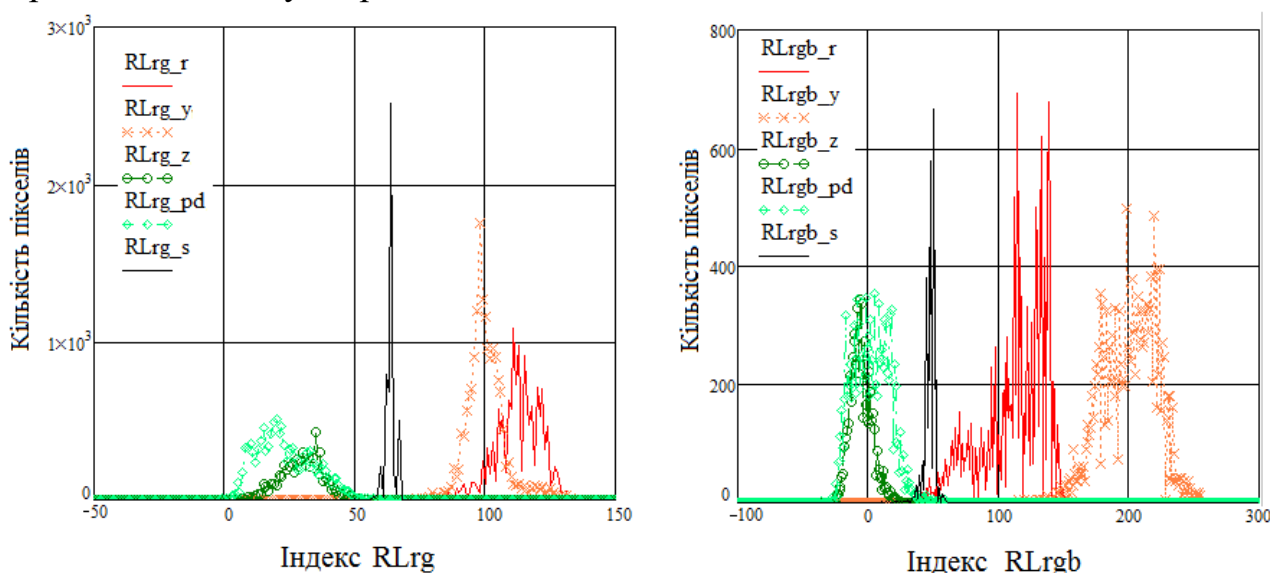 3×10³
2×10³
1×10³
0
−50
0
50
100
150
RLrg_r
RLrg_y
RLrg_z
RLrg_pd
RLrg_s
Кількість пікселів
Індекс RLrg
800
600
400
200
0
−100
0
100
200
300
RLrgb_r
RLrgb_y
RLrgb_z
RLrgb_pd
RLrgb_s
Кількість пікселів
Індекс RLrgb